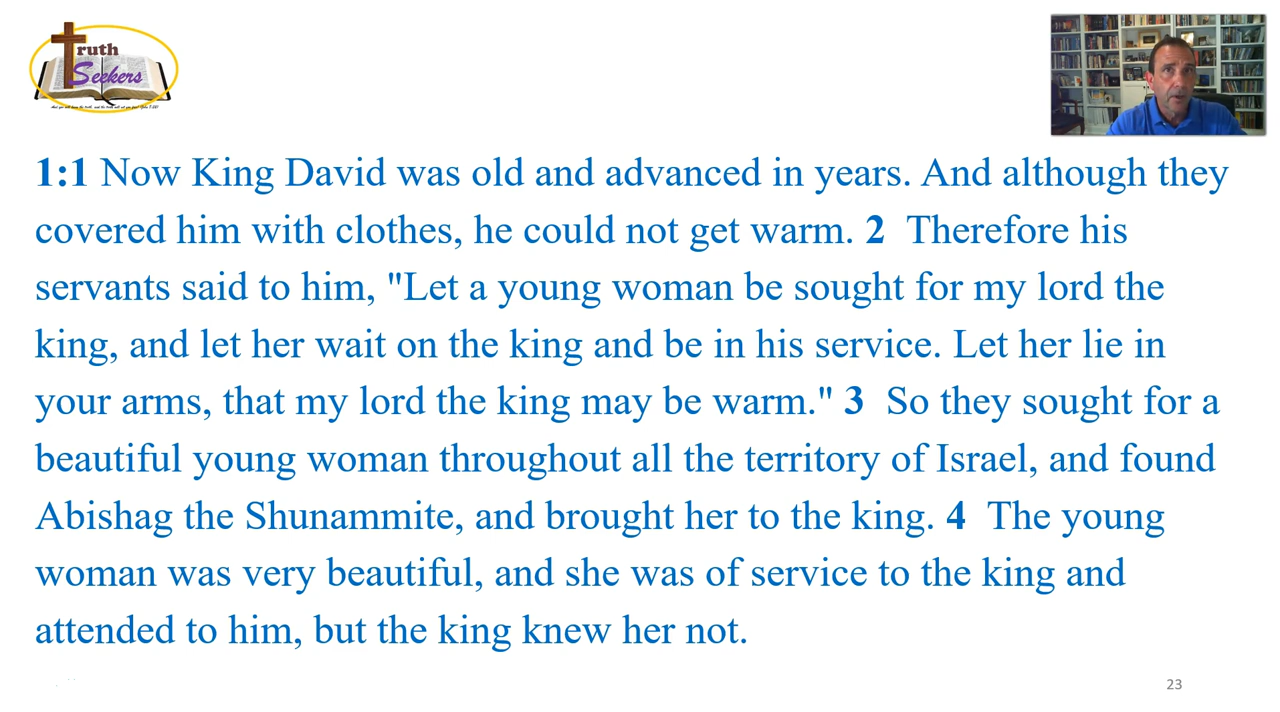 Truth
Seekers
1:1 Now King David was old and advanced in years. And although they
covered him with clothes, he could not get warm. 2 Therefore his
servants said to him, "Let a young woman be sought for my lord the
king, and let her wait on the king and be in his service. Let her lie in
your arms, that my lord the king may be warm." 3 So they sought for a
beautiful young woman throughout all the territory of Israel, and found
Abishag the Shunammite, and brought her to the king. 4 The young
woman was very beautiful, and she was of service to the king and
attended to him, but the king knew her not.
23